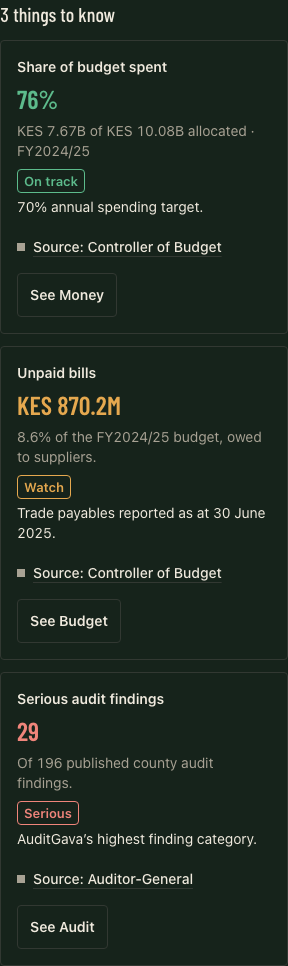 3 things to know
Share of budget spent
76%
KES 7.67B of KES 10.08B allocated ·
FY2024/25
On track
70% annual spending target.
Source: Controller of Budget
See Money
Unpaid bills
KES 870.2M
8.6% of the FY2024/25 budget, owed
to suppliers.
Watch
Trade payables reported as at 30 June
2025.
Source: Controller of Budget
See Budget
Serious audit findings
29
Of 196 published county audit
findings.
Serious
AuditGava’s highest finding category.
Source: Auditor-General
See Audit